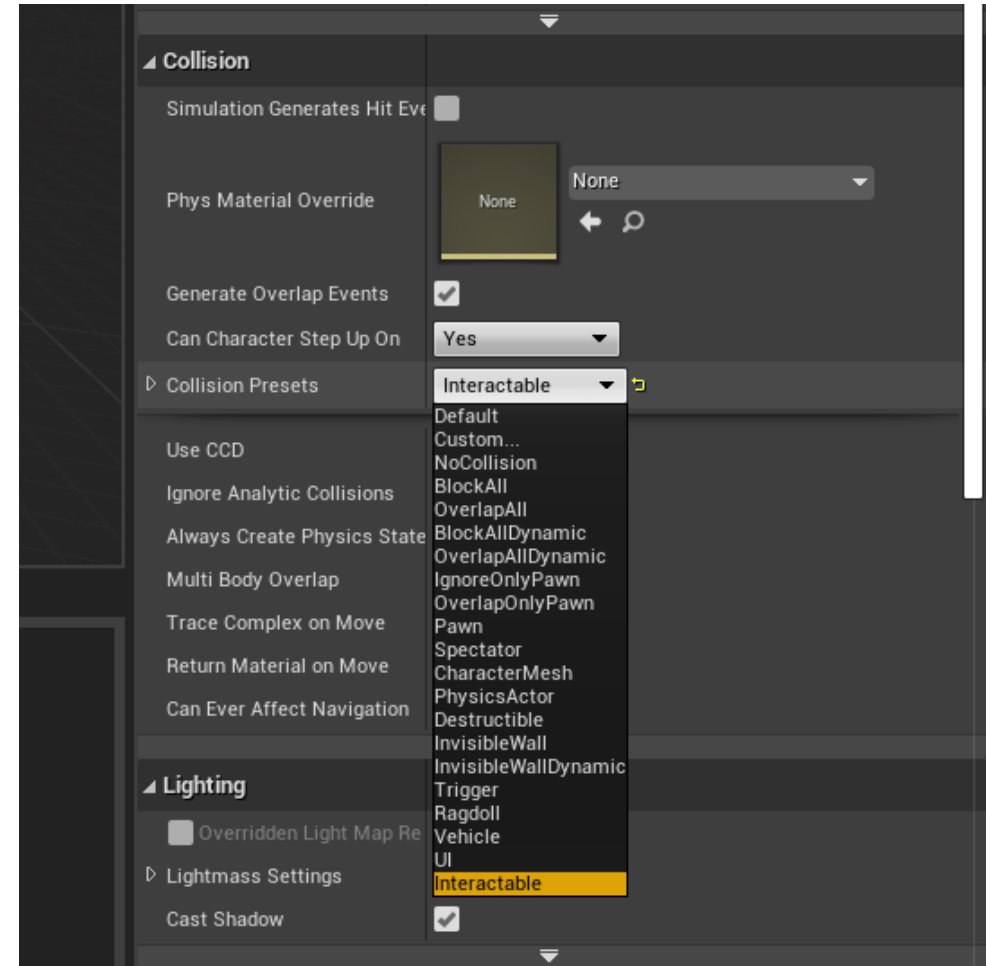 Collision
Simulation Generates Hit Eve
Phys Material Override
None
None
Generate Overlap Events
Can Character Step Up On
Yes
Collision Presets
Interactable
Default
Custom...
NoCollision
BlockAll
OverlapAll
BlockAllDynamic
OverlapAllDynamic
IgnoreOnlyPawn
OverlapOnlyPawn
Pawn
Spectator
CharacterMesh
PhysicsActor
Destructible
InvisibleWall
InvisibleWallDynamic
Trigger
Ragdoll
Vehicle
UI
Interactable
Use CCD
Ignore Analytic Collisions
Always Create Physics State
Multi Body Overlap
Trace Complex on Move
Return Material on Move
Can Ever Affect Navigation
Lighting
Overridden Light Map Re
Lightmass Settings
Cast Shadow